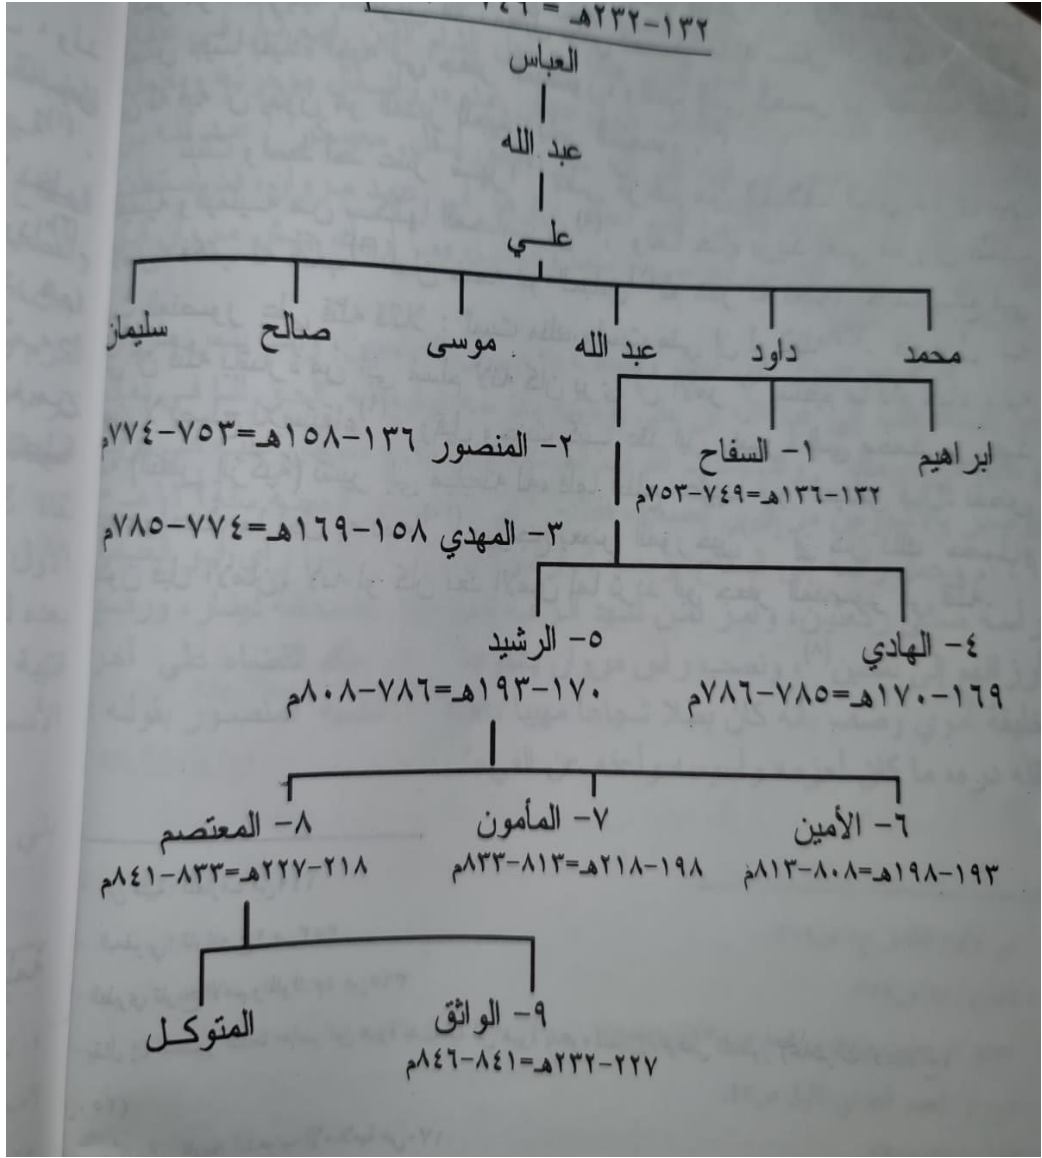 ١٣٢-٢٣٢هـ =
العباس
عبد الله
علـــي
محمد داود عبد الله موسى صالح سليمان
ابراهيم ١- السفاح ٢- المنصور ١٣٦-١٥٨هـ=٧٥٣-٧٧٤م
١٣٢-١٣٦هـ=٧٤٩-٧٥٣م
٣- المهدي ١٥٨-١٦٩هـ=٧٧٤-٧٨٥م
٤- الهادي ٥- الرشيد
١٦٩-١٧٠هـ=٧٨٥-٧٨٦م ١٧٠-١٩٣هـ=٧٨٦-٨٠٨م
٦- الأمين ٧- المأمون ٨- المعتصم
١٩٣-١٩٨هـ=٨٠٨-٨١٣م ١٩٨-٢١٨هـ=٨١٣-٨٣٣م ٢١٨-٢٢٧هـ=٨٣٣-٨٤١م
٩- الواثق المتوكـل
٢٢٧-٢٣٢هـ=٨٤١-٨٤٦م